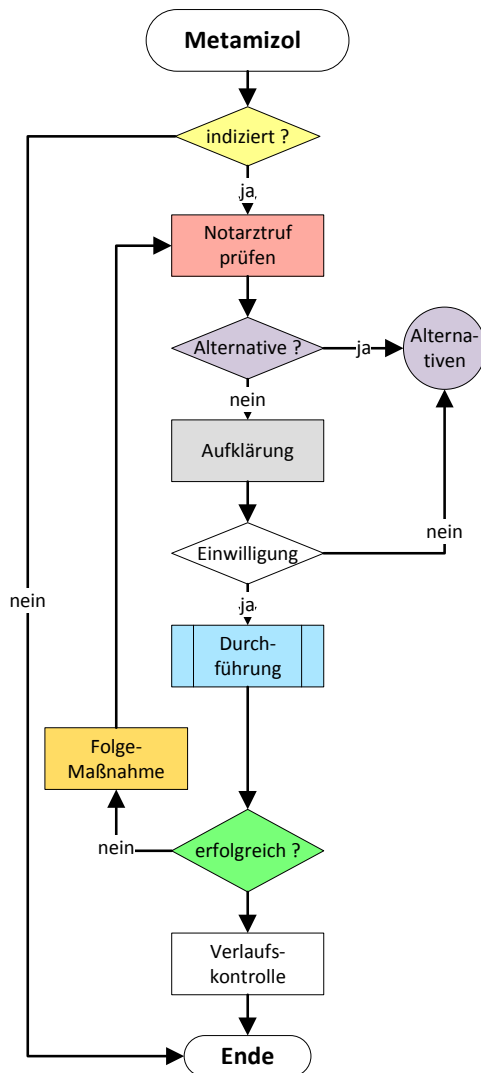 Metamizol
indiziert ?
ja
Notarztruf
prüfen
Alternative ?
ja
Alterna-
tiven
nein
Aufklärung
nein
Einwilligung
nein
ja
Durch-
führung
Folge-
Maßnahme
nein
erfolgreich ?
Verlaufs-
kontrolle
Ende